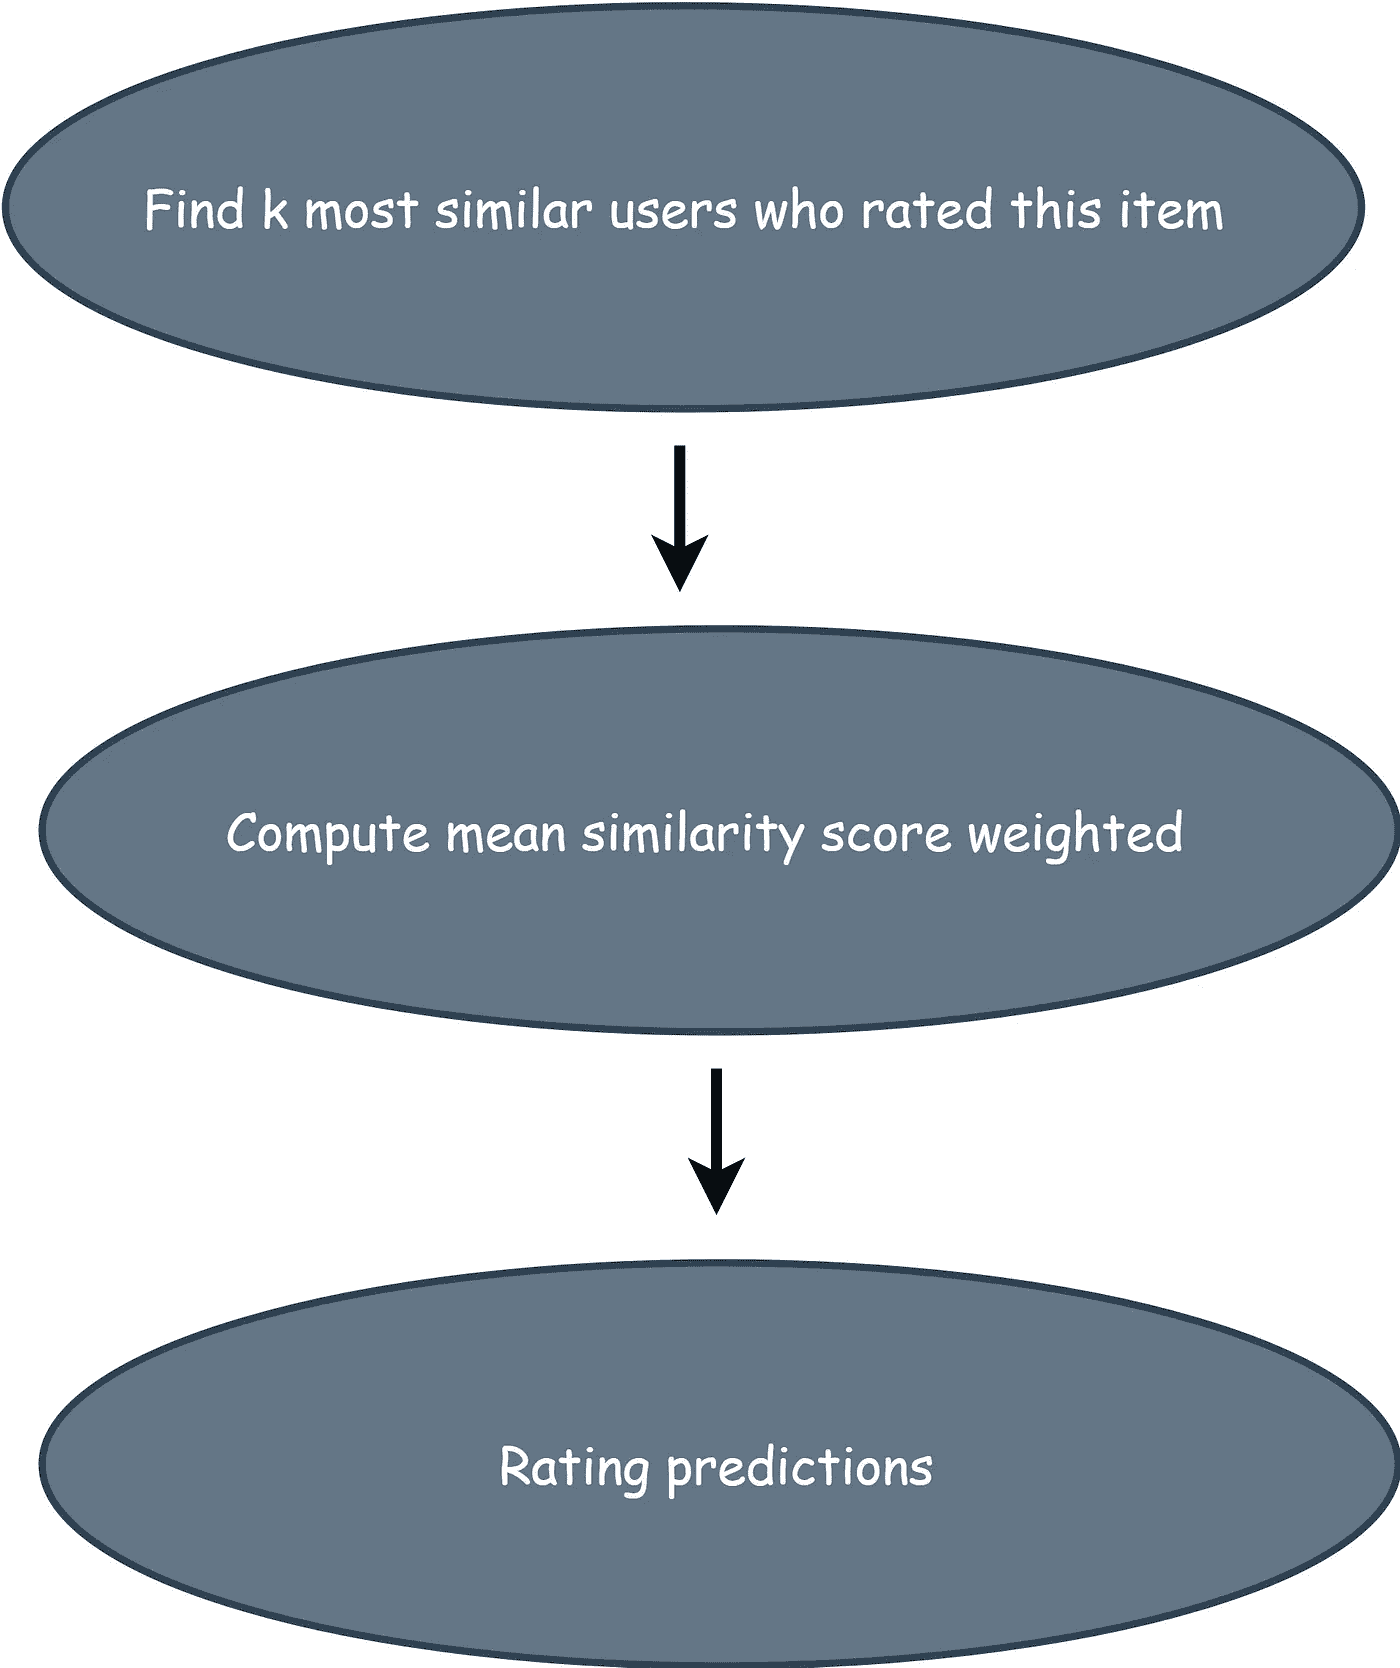 Find k most similar users who rated this item
Compute mean similarity score weighted
Rating predictions